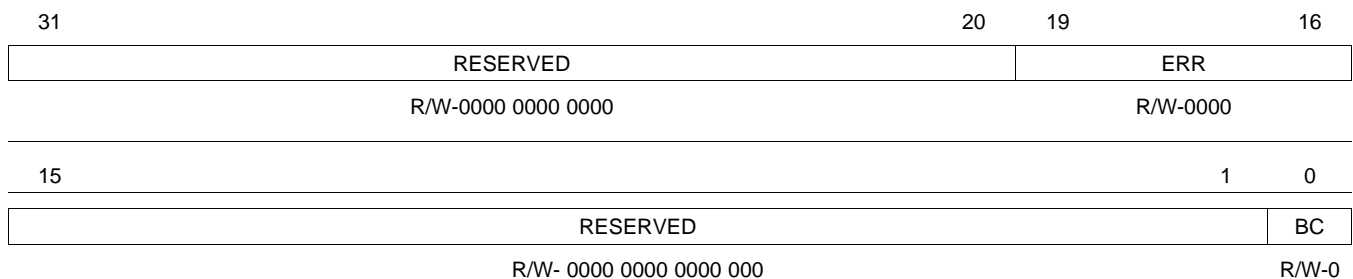 31 20 19 16
RESERVED ERR
R/W-0000 0000 0000 R/W-0000
15 1 0
RESERVED BC
R/W- 0000 0000 0000 000 R/W-0